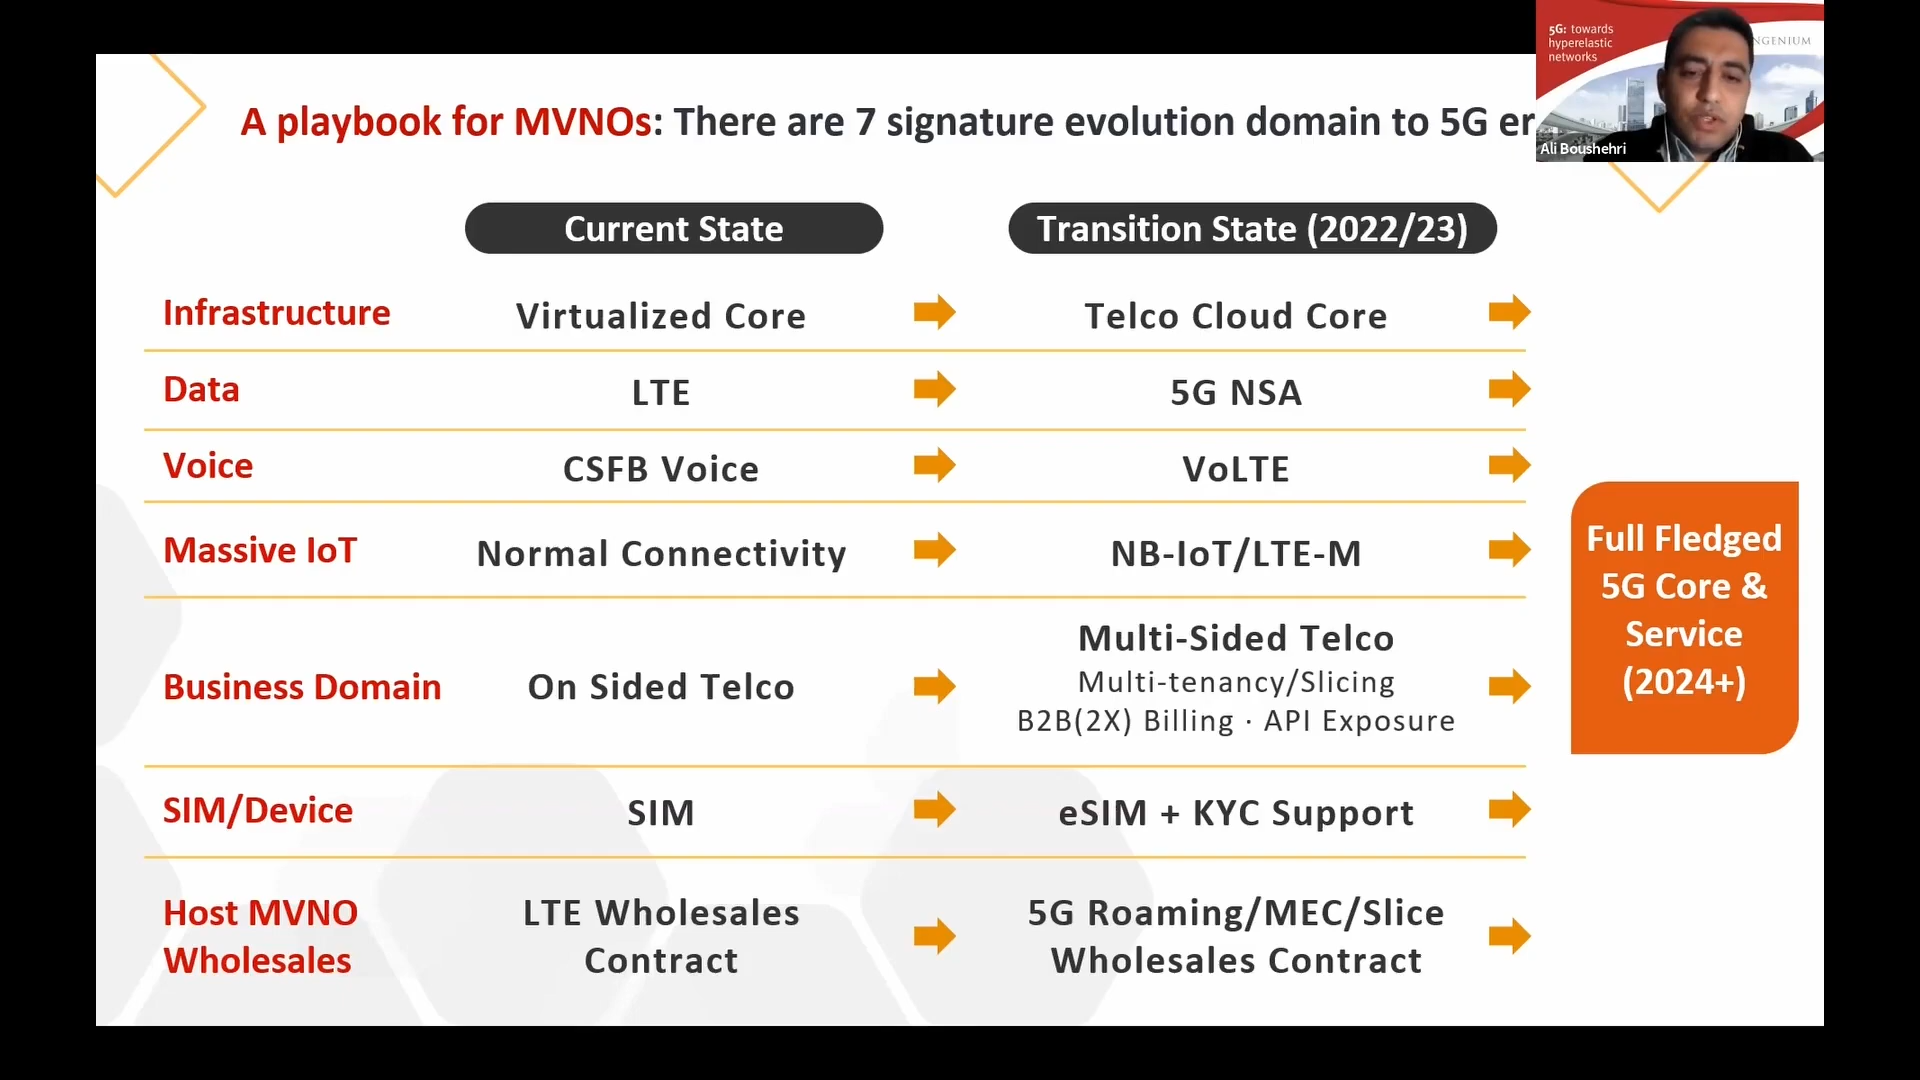 5G: towards
hyperelastic
networks
NGENIUM
Ali Boushehri
A playbook for MVNOs: There are 7 signature evolution domain to 5G er
Current State
Transition State (2022/23)
Infrastructure
Virtualized Core
Telco Cloud Core
Data
LTE
5G NSA
Voice
CSFB Voice
VoLTE
Massive IoT
Normal Connectivity
NB-IoT/LTE-M
Business Domain
On Sided Telco
Multi-Sided Telco
Multi-tenancy/Slicing
B2B(2X) Billing · API Exposure
SIM/Device
SIM
eSIM + KYC Support
Host MVNO
Wholesales
LTE Wholesales
Contract
5G Roaming/MEC/Slice
Wholesales Contract
Full Fledged
5G Core &
Service
(2024+)